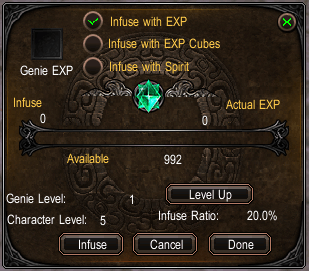 Infuse with EXP
Infuse with EXP Cubes
Genie EXP
Infuse with Spirit
Infuse
Actual EXP
0
0
Available 992
Level Up
Genie Level: 1
Character Level: 5
Infuse Ratio: 20.0%
Infuse Cancel Done